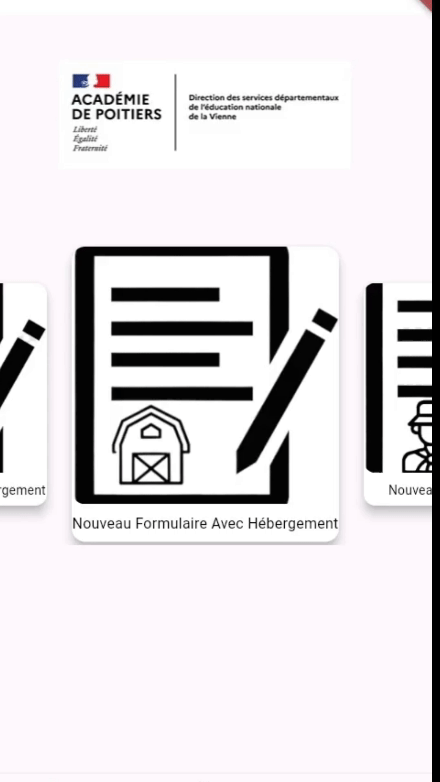 ACADÉMIE
DE POITIERS
Liberté
Égalité
Fraternité
Direction des services départementaux
de l'éducation nationale
de la Vienne
rgement
Nouveau Formulaire Avec Hébergement
Nouvea